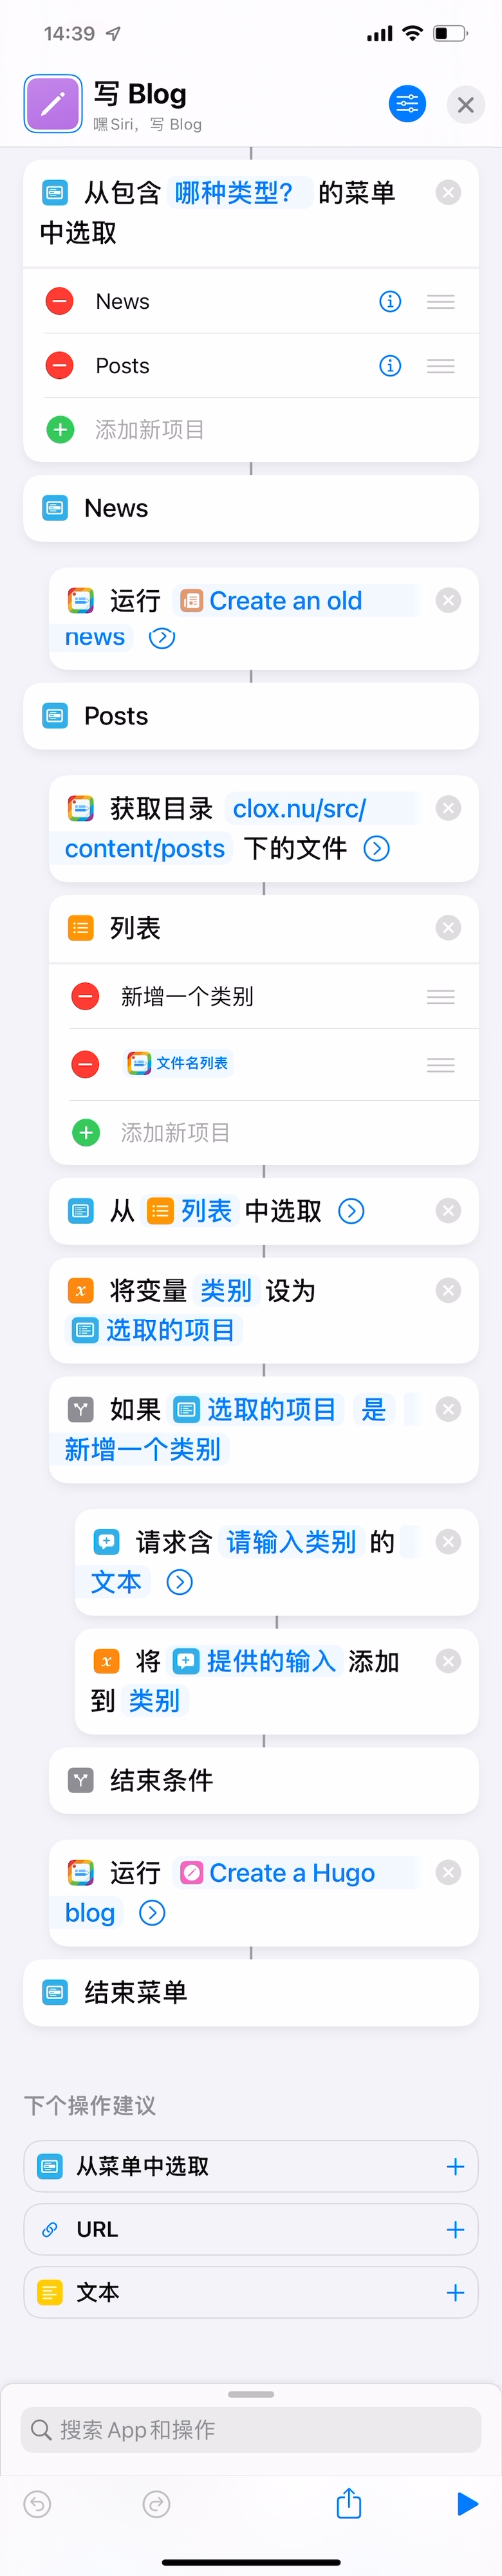 14:39
写 Blog
嘿 Siri，写 Blog
从包含 哪种类型？ 的菜单
中选取
News
Posts
添加新项目
News
运行 Create an old
news
Posts
获取目录 clox.nu/src/
content/posts 下的文件
列表
新增一个类别
文件名列表
添加新项目
从 列表 中选取
将变量 类别 设为
选取的项目
如果 选取的项目 是
新增一个类别
请求含 请输入类别 的
文本
将 提供的输入 添加
到 类别
结束条件
运行 Create a Hugo
blog
结束菜单
下个操作建议
从菜单中选取
URL
文本
搜索 App 和操作